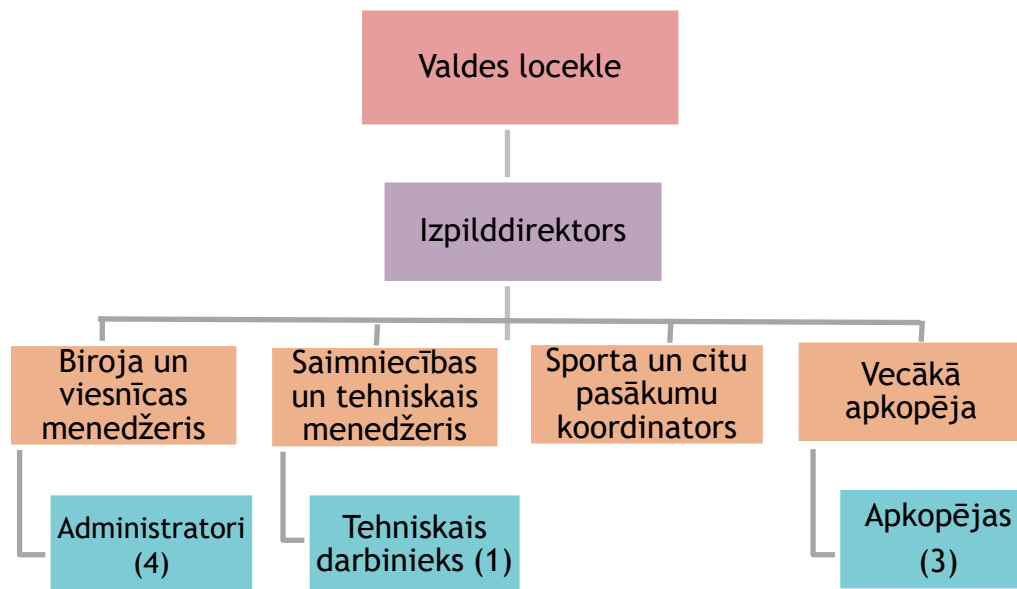 Valdes locekle
Izpilddirektors
Biroja un
viesnīcas
menedžeris
Saimniecības
un tehniskais
menedžeris
Sporta un citu
pasākumu
koordinators
Vecākā
apkopēja
Administratori
(4)
Tehniskais
darbinieks (1)
Apkopējas
(3)